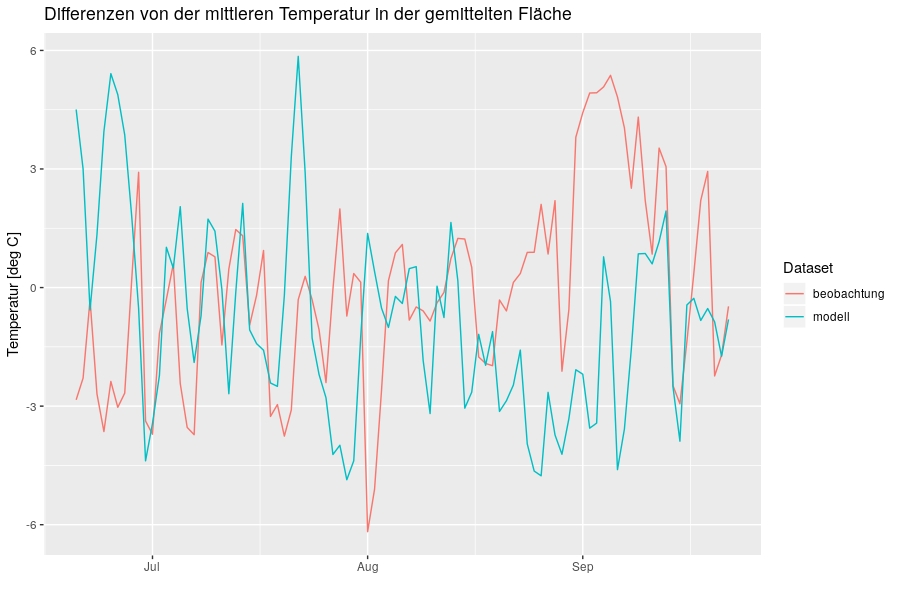 Differenzen von der mittleren Temperatur in der gemittelten Fläche
Temperatur [deg C]
6
3
0
-3
-6
Jul
Aug
Sep
Dataset
beobachtung
modell